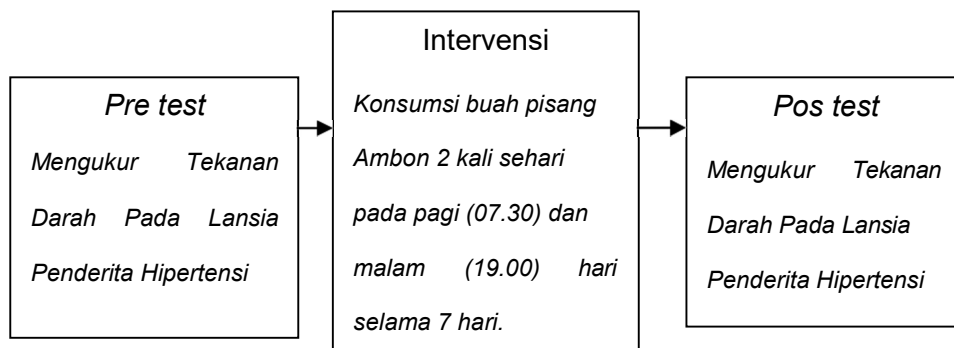 Pre test
Mengukur Tekanan
Darah Pada Lansia
Penderita Hipertensi
Intervensi
Konsumsi buah pisang
Ambon 2 kali sehari
pada pagi (07.30) dan
malam (19.00) hari
selama 7 hari.
Pos test
Mengukur Tekanan
Darah Pada Lansia
Penderita Hipertensi